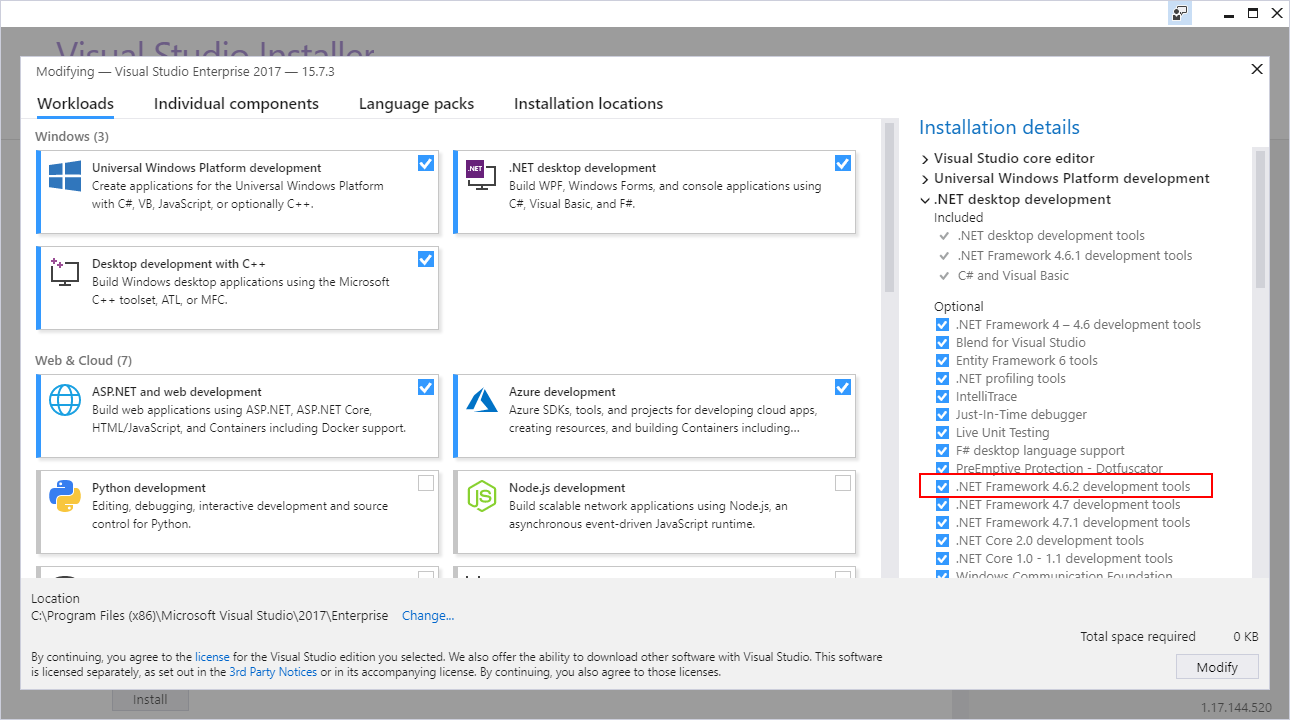 Visual Studio Installer
Modifying — Visual Studio Enterprise 2017 — 15.7.3
Workloads
Individual components
Language packs
Installation locations
Windows (3)
Universal Windows Platform development
Create applications for the Universal Windows Platform
with C#, VB, JavaScript, or optionally C++.
.NET
.NET desktop development
Build WPF, Windows Forms, and console applications using
C#, Visual Basic, and F#.
Desktop development with C++
Build Windows desktop applications using the Microsoft
C++ toolset, ATL, or MFC.
Web & Cloud (7)
ASP.NET and web development
Build web applications using ASP.NET, ASP.NET Core,
HTML/JavaScript, and Containers including Docker support.
Azure development
Azure SDKs, tools, and projects for developing cloud apps,
creating resources, and building Containers including...
Python development
Editing, debugging, interactive development and source
control for Python.
JS
Node.js development
Build scalable network applications using Node.js, an
asynchronous event-driven JavaScript runtime.
Installation details
Visual Studio core editor
Universal Windows Platform development
.NET desktop development
Included
.NET desktop development tools
.NET Framework 4.6.1 development tools
C# and Visual Basic
Optional
.NET Framework 4 – 4.6 development tools
Blend for Visual Studio
Entity Framework 6 tools
.NET profiling tools
IntelliTrace
Just-In-Time debugger
Live Unit Testing
F# desktop language support
PreEmptive Protection - Dotfuscator
.NET Framework 4.6.2 development tools
.NET Framework 4.7 development tools
.NET Framework 4.7.1 development tools
.NET Core 2.0 development tools
.NET Core 1.0 - 1.1 development tools
Windows Communication Foundation
Location
C:\Program Files (x86)\Microsoft Visual Studio\2017\Enterprise Change...
Total space required 0 KB
By continuing, you agree to the license for the Visual Studio edition you selected. We also offer the ability to download other software with Visual Studio. This software
is licensed separately, as set out in the 3rd Party Notices or in its accompanying license. By continuing, you also agree to those licenses.
Modify
Install
1.17.144.520